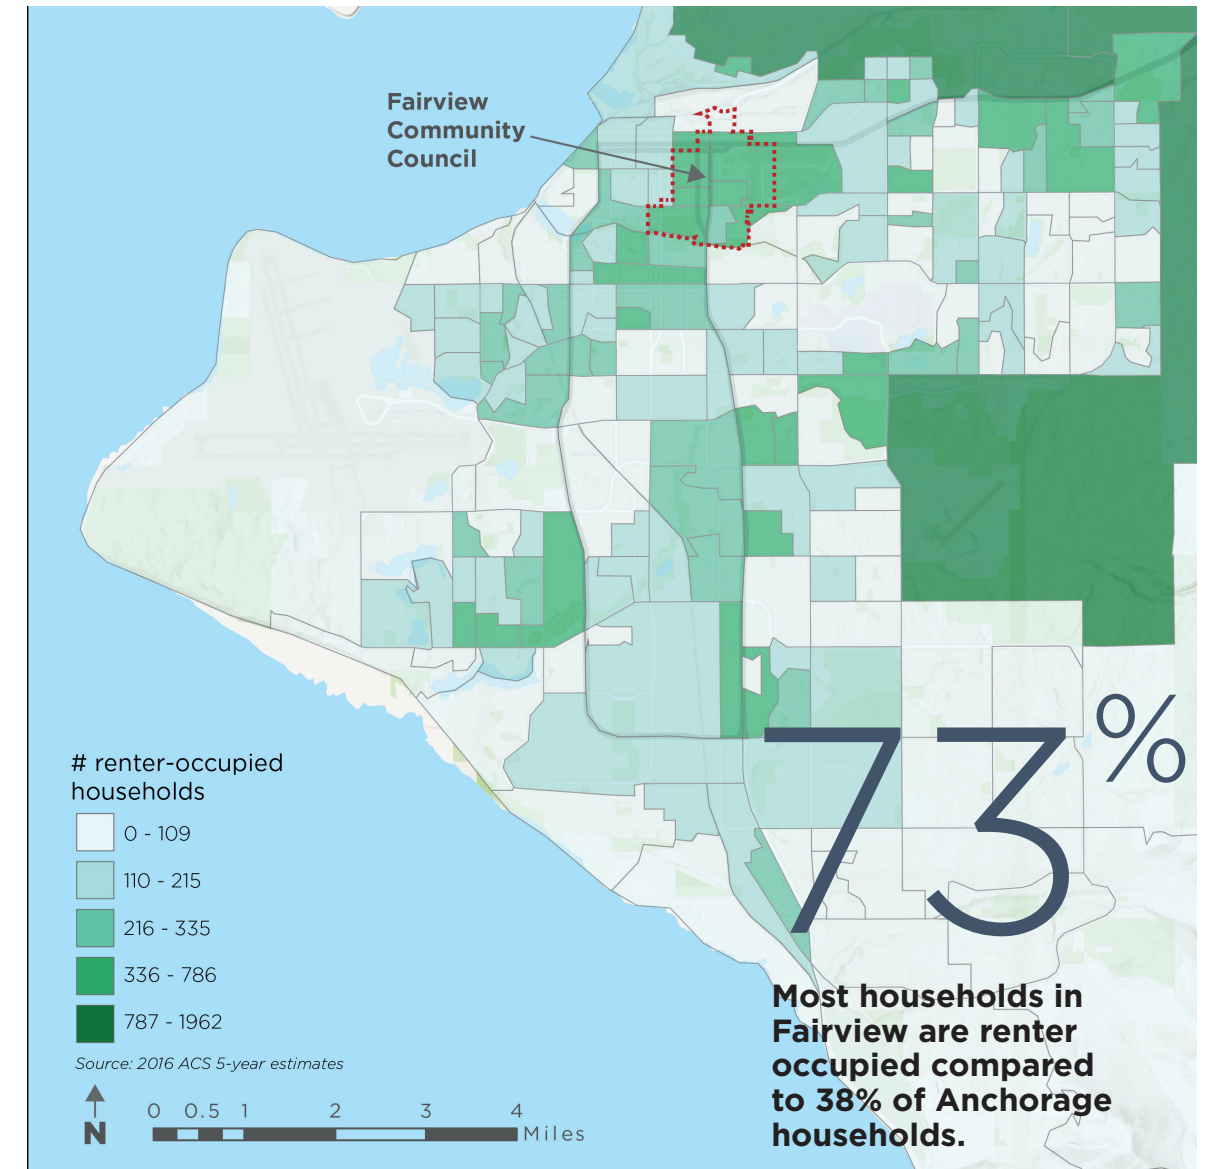 Fairview
Community
Council
73%
# renter-occupied
households
0 - 109
110 - 215
216 - 335
336 - 786
787 - 1962
Source: 2016 ACS 5-year estimates
N
0 0.5 1 2 3 4
Miles
Most households in
Fairview are renter
occupied compared
to 38% of Anchorage
households.